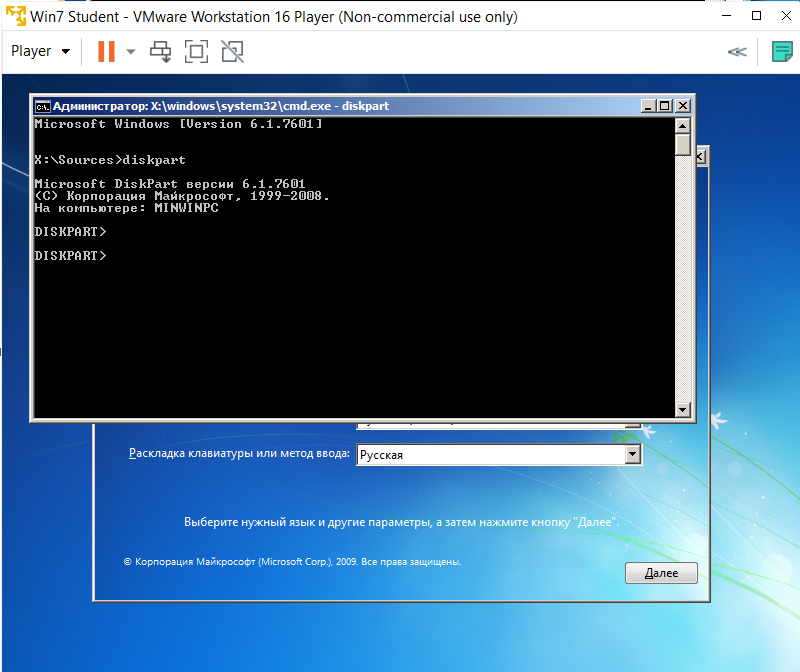 Win7 Student - VMware Workstation 16 Player (Non-commercial use only)
Player
Администратор: X:\windows\system32\cmd.exe - diskpart
Microsoft Windows [Version 6.1.7601]
X:\Sources>diskpart
Microsoft DiskPart версии 6.1.7601
(C) Корпорация Майкрософт, 1999-2008.
На компьютере: MININT-
DISKPART>
DISKPART>
Раскладка клавиатуры или метод ввода:
Русская
Выберите нужный язык и другие параметры, а затем нажмите кнопку "Далее".
© Корпорация Майкрософт (Microsoft Corp.), 2009. Все права защищены.
Далее